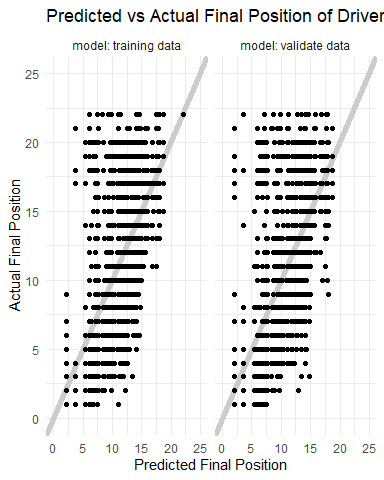 Predicted vs Actual Final Position of Driver
model: training data
model: validate data
25
20
15
10
5
0
Actual Final Position
0 5 10 15 20 25 0 5 10 15 20 25
Predicted Final Position